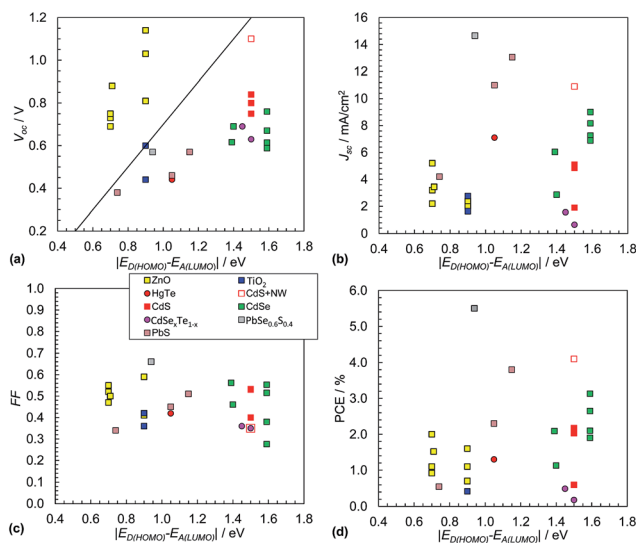 1.2
1.0
0.8
0.6
0.4
0.2
V_oc / V
0.4 0.6 0.8 1.0 1.2 1.4 1.6 1.8
(a)
|E_D(HOMO)-E_A(LUMO)| / eV
16
14
12
10
8
6
4
2
0
J_sc / mA/cm²
0.4 0.6 0.8 1.0 1.2 1.4 1.6 1.8
(b)
|E_D(HOMO)-E_A(LUMO)| / eV
ZnO
TiO₂
HgTe
CdS+NW
CdS
CdSe
CdSeₓTe₁₋ₓ
PbSe₀.₆S₀.₄
PbS
1.0
0.9
0.8
0.7
0.6
0.5
0.4
0.3
0.2
0.1
0.0
FF
0.4 0.6 0.8 1.0 1.2 1.4 1.6 1.8
(c)
|E_D(HOMO)-E_A(LUMO)| / eV
6.0
5.0
4.0
3.0
2.0
1.0
0.0
PCE / %
0.4 0.6 0.8 1.0 1.2 1.4 1.6 1.8
(d)
|E_D(HOMO)-E_A(LUMO)| / eV